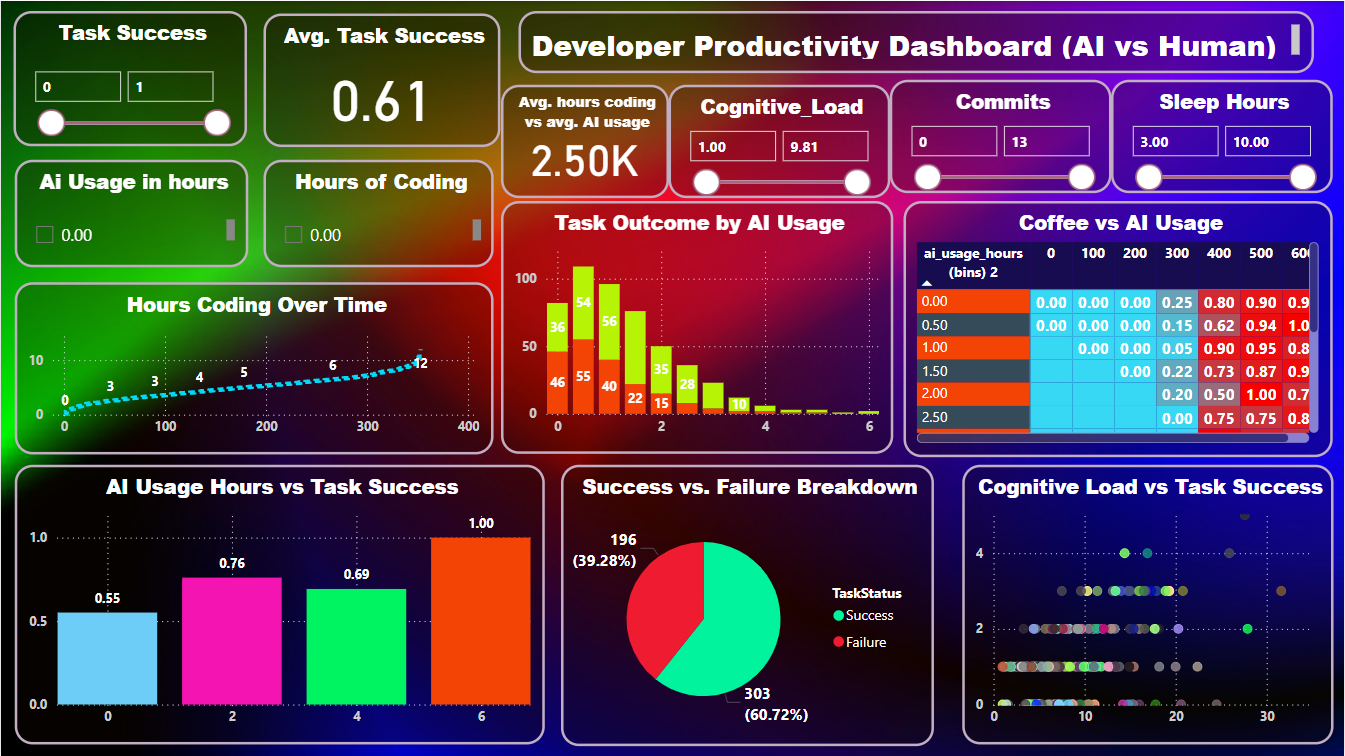 Task Success
0
1
Avg. Task Success
0.61
Developer Productivity Dashboard (AI vs Human)
Avg. hours coding
vs avg. AI usage
2.50K
Cognitive_Load
1.00
9.81
Commits
0
13
Sleep Hours
3.00
10.00
Ai Usage in hours
0.00
Hours of Coding
0.00
Hours Coding Over Time
10
0
0 3 3 4 5 6 12
0 100 200 300 400
Task Outcome by AI Usage
100
50
0
36 54 56 35 28 10
46 55 40 22 15
0 2 4 6
Coffee vs AI Usage
ai_usage_hours
(bins) 2
0 100 200 300 400 500 600
0.00 0.00 0.00 0.00 0.25 0.80 0.90 0.9
0.50 0.00 0.00 0.00 0.15 0.62 0.94 1.0
1.00 0.00 0.00 0.05 0.90 0.95 0.8
1.50 0.00 0.22 0.73 0.87 0.9
2.00 0.20 0.50 1.00 0.7
2.50 0.00 0.75 0.75 0.8
AI Usage Hours vs Task Success
1.0
0.5
0.0
0.55 0.76 0.69 1.00
0 2 4 6
Success vs. Failure Breakdown
196
(39.28%)
303
(60.72%)
TaskStatus
Success
Failure
Cognitive Load vs Task Success
4
2
0
0 10 20 30